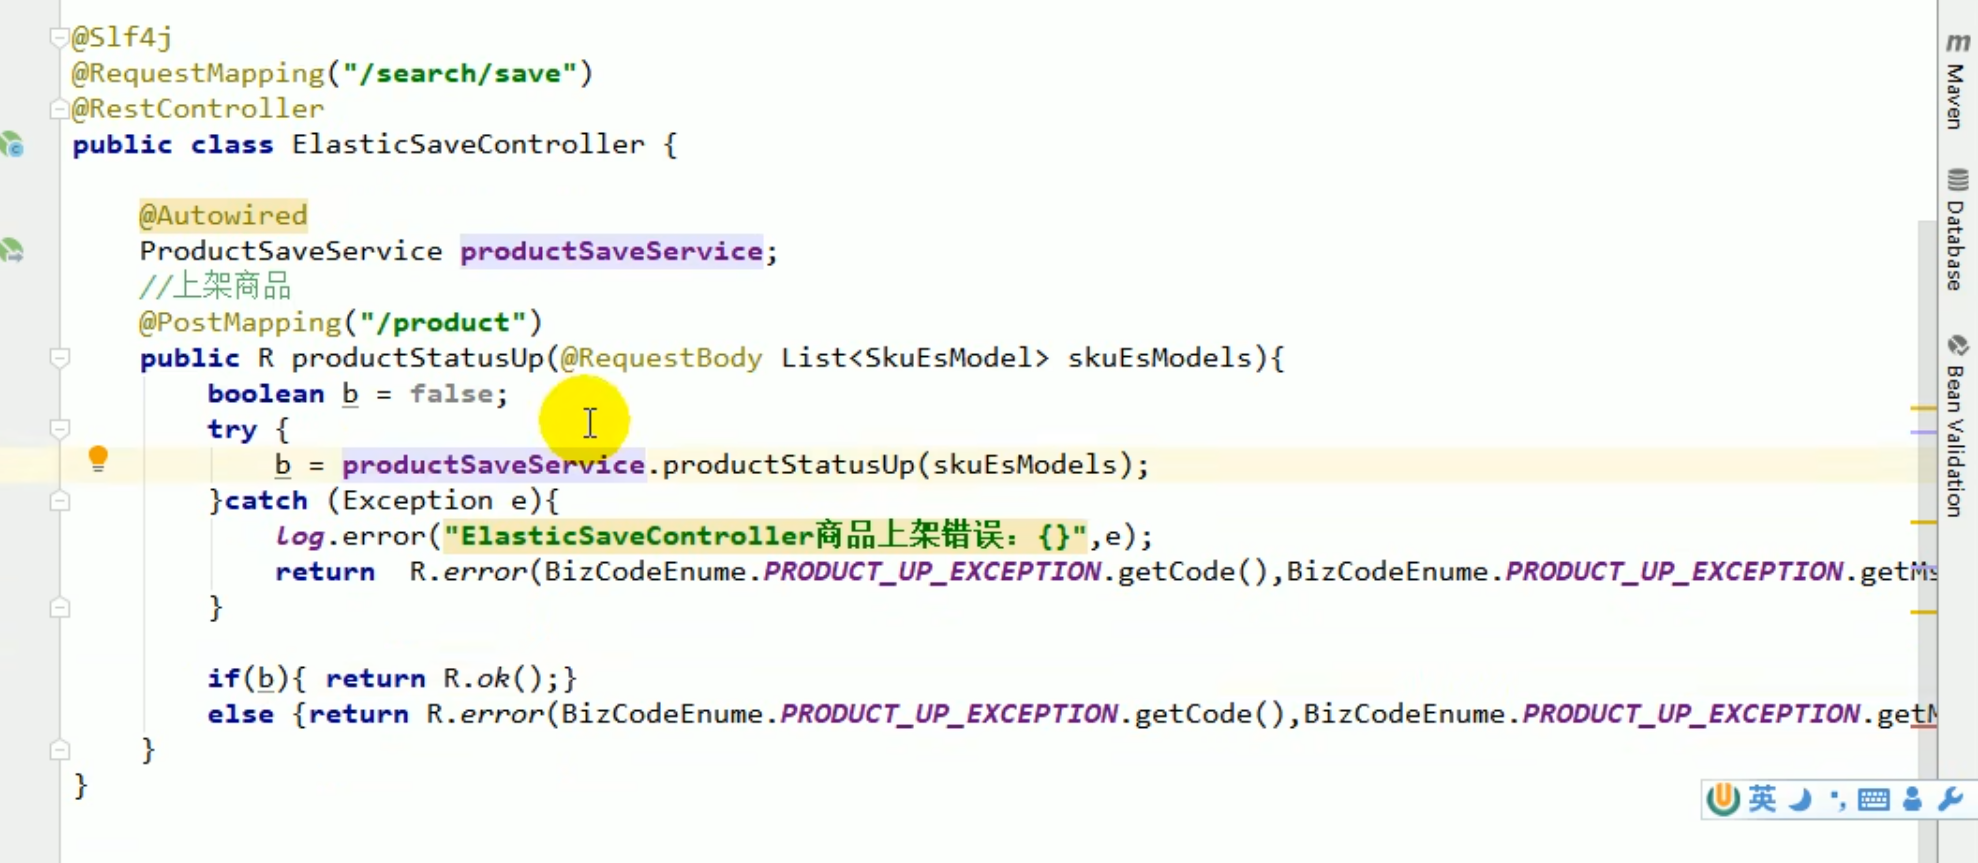 @Slf4j
@RequestMapping("/search/save")
@RestController
public class ElasticSaveController {
@Autowired
ProductSaveService productSaveService;
//上架商品
@PostMapping("/product")
public R productStatusUp(@RequestBody List<SkuEsModel> skuEsModels){
boolean b = false;
try {
b = productSaveService.productStatusUp(skuEsModels);
}catch (Exception e){
log.error("ElasticSaveController商品上架错误：{}",e);
return  R.error(BizCodeEnume.PRODUCT_UP_EXCEPTION.getCode(),BizCodeEnume.PRODUCT_UP_EXCEPTION.getMs
}
if(b){ return R.ok();}
else {return R.error(BizCodeEnume.PRODUCT_UP_EXCEPTION.getCode(),BizCodeEnume.PRODUCT_UP_EXCEPTION.getM
}
}
Maven
Database
Bean Validation
英